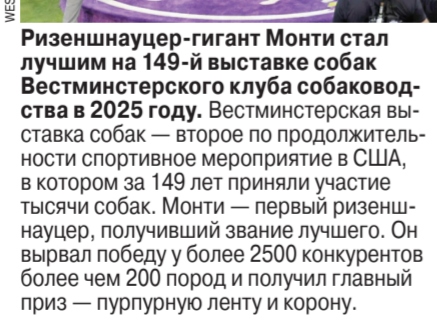 WES
Ризеншнауцер-гигант Монти стал
лучшим на 149-й выставке собак
Вестминстерского клуба собаковод-
ства в 2025 году. Вестминстерская вы-
ставка собак — второе по продолжитель-
ности спортивное мероприятие в США,
в котором за 149 лет приняли участие
тысячи собак. Монти — первый ризенш-
науцер, получивший звание лучшего. Он
вырвал победу у более 2500 конкурентов
более чем 200 пород и получил главный
приз — пурпурную ленту и корону.